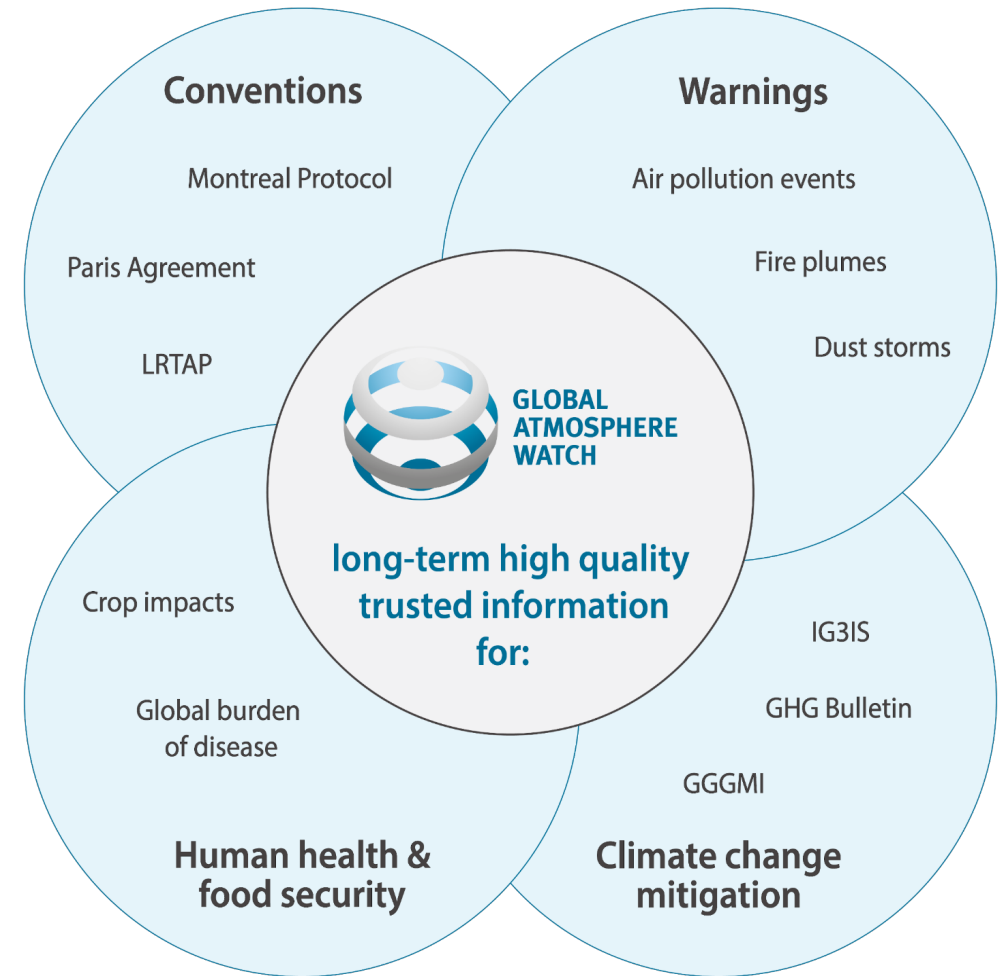 Conventions
Montreal Protocol
Paris Agreement
LRTAP
Warnings
Air pollution events
Fire plumes
Dust storms
GLOBAL
ATMOSPHERE
WATCH
long-term high quality
trusted information
for:
Crop impacts
Global burden
of disease
Human health &
food security
IG3IS
GHG Bulletin
GGGMI
Climate change
mitigation